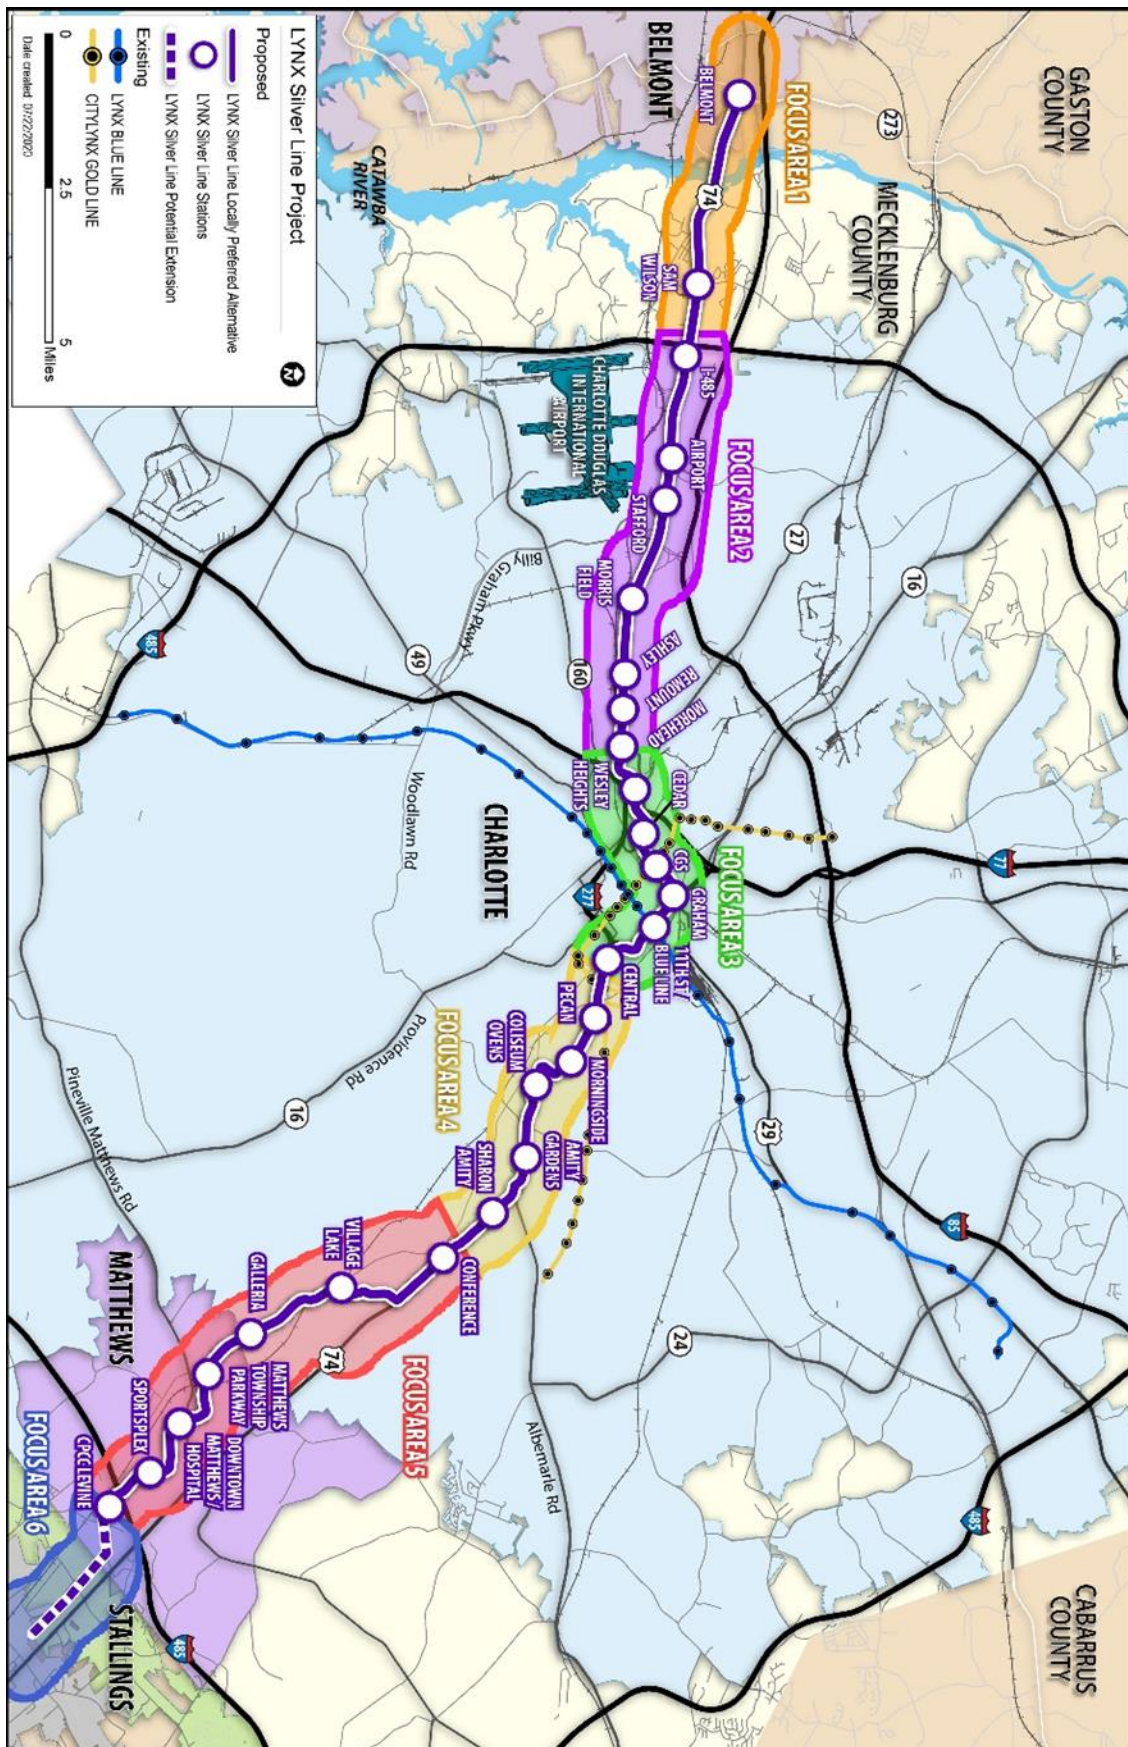 GASTON
COUNTY
273
MECKLENBURG
COUNTY
BELMONT
FOCUS AREA 1
BELMONT
74
SAM
WILSON
CATAWBA
RIVER
I-485
AIRPORT
STAFFORD
FOCUS AREA 2
CHARLOTTE DOUGLAS
INTERNATIONAL
AIRPORT
MORRIS
FIELD
27
16
ASHLEY
REMOUNT
MOREHEAD
Billy Graham Pkwy
160
49
485
Woodlawn Rd
WESLEY
HEIGHTS
CEDAR
CGS
GRAHAM
FOCUS AREA 3
77
277
CHARLOTTE
11TH ST/
BLUE LINE
CENTRAL
PECAN
MORNINGSIDE
COLISEUM
OVENS
FOCUS AREA 4
AMITY
GARDENS
SHARON
AMITY
29
85
Providence Rd
16
Pineville Matthews Rd
CONFERENCE
VILLAGE
LAKE
GALLERIA
74
24
FOCUS AREA 5
MATTHEWS
MATTHEWS
TOWNSHIP
PARKWAY
DOWNTOWN
MATTHEWS/
HOSPITAL
SPORTSPLEX
CPCC LEVINE
FOCUS AREA 6
STALLINGS
485
Albemarle Rd
485
CABARRUS
COUNTY
LYNX Silver Line Project
N
Proposed
LYNX Silver Line Locally Preferred Alternative
LYNX Silver Line Stations
LYNX Silver Line Potential Extension
Existing
LYNX BLUE LINE
CITYLYNX GOLD LINE
0 2.5 5
Miles
Date created: 07/22/2020